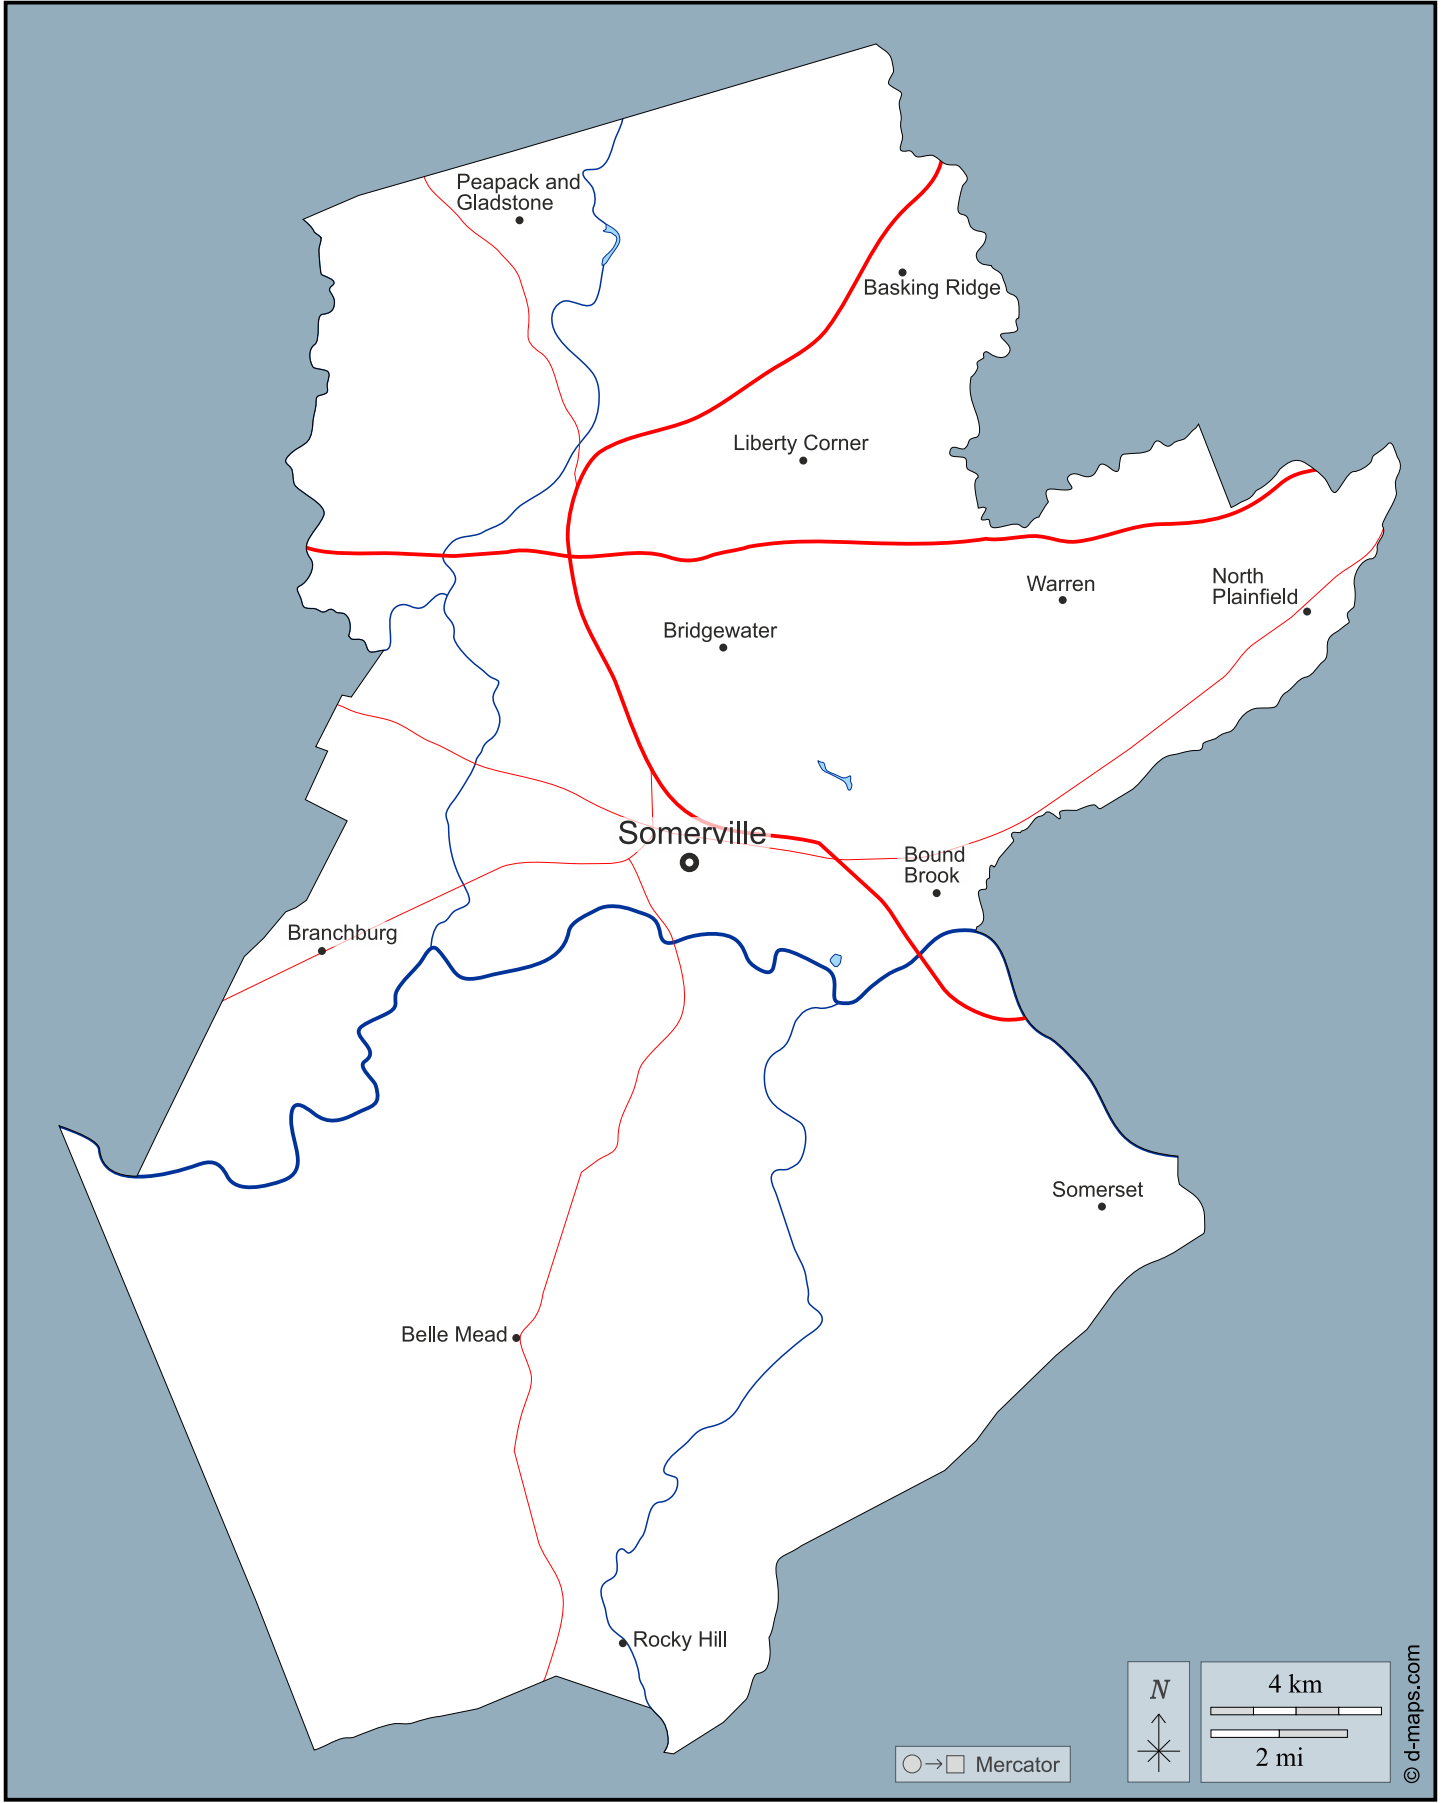 Peapack and
Gladstone
Basking Ridge
Liberty Corner
Warren
North
Plainfield
Bridgewater
Somerville
Bound
Brook
Branchburg
Somerset
Belle Mead
Rocky Hill
N
4 km
2 mi
Mercator
© d-maps.com